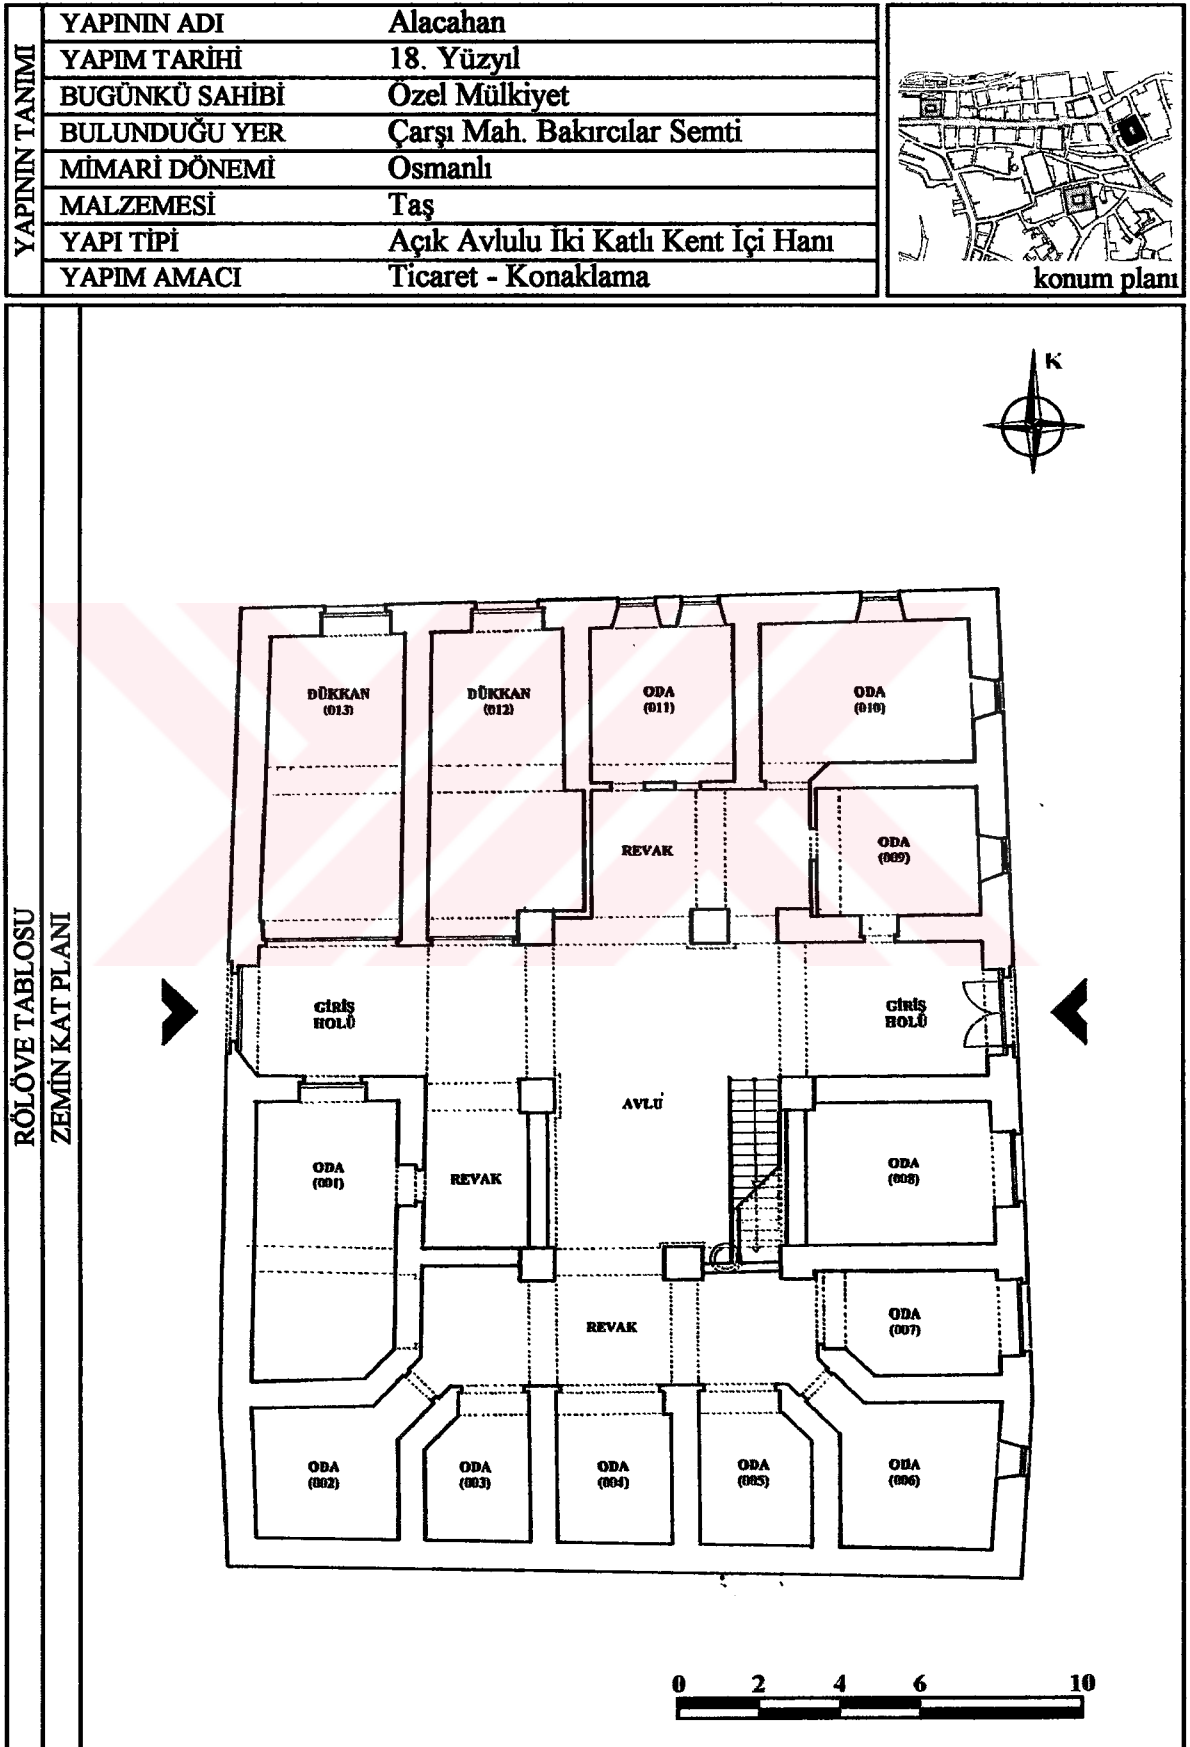 YAPININ TANIMI
YAPININ ADI Alacahan
YAPIM TARİHİ 18. Yüzyıl
BUGÜNKÜ SAHİBİ Özel Mülkiyet
BULUNDUĞU YER Çarşı Mah. Bakırcılar Semti
MİMARİ DÖNEMİ Osmanlı
MALZEMESİ Taş
YAPI TİPİ Açık Avlulu İki Katlı Kent İçi Hanı
YAPIM AMACI Ticaret - Konaklama
konum planı
RÖLÖVE TABLOSU
ZEMİN KAT PLANI
K
DÜKKAN
(013)
DÜKKAN
(012)
ODA
(011)
ODA
(010)
REVAK
ODA
(009)
GİRİŞ
HOLÜ
GİRİŞ
HOLÜ
AVLU
ODA
(001)
REVAK
ODA
(008)
REVAK
ODA
(007)
ODA
(002)
ODA
(003)
ODA
(004)
ODA
(005)
ODA
(006)
0 2 4 6 10